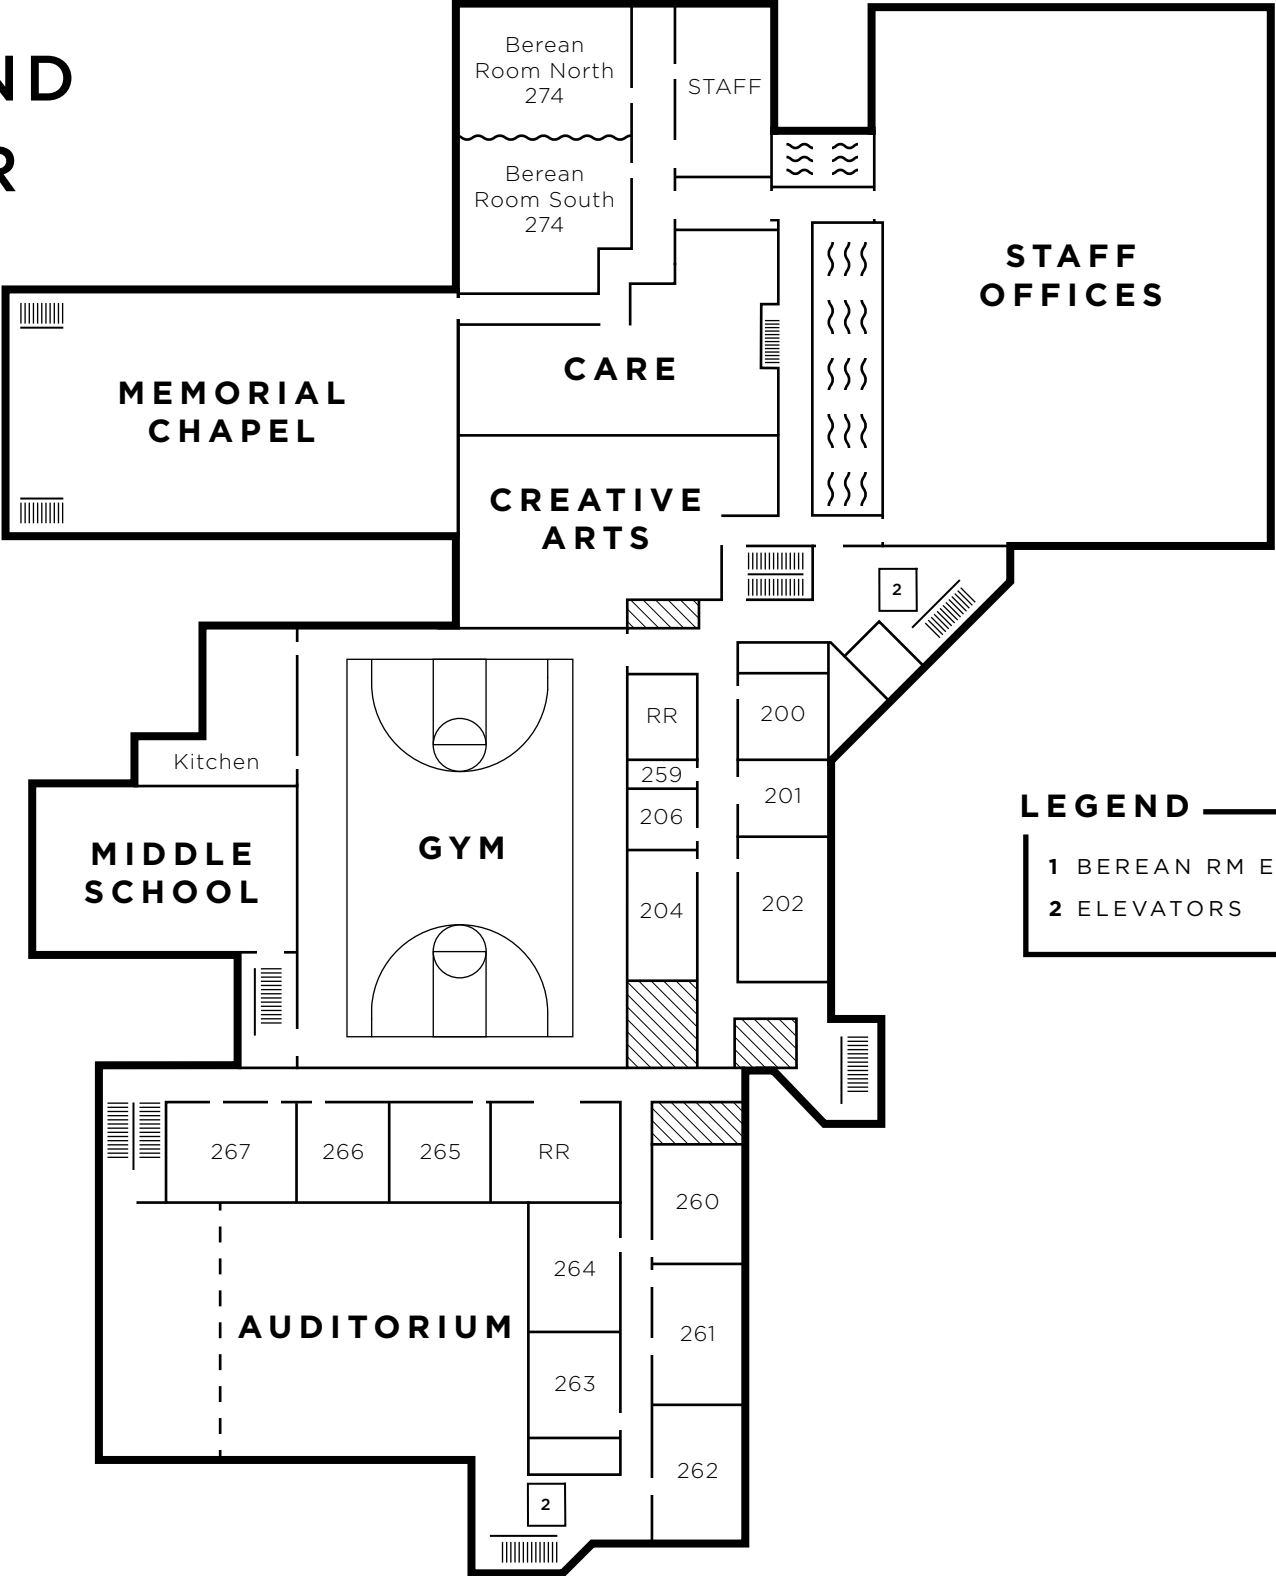 ND
R
Berean
Room North
274
STAFF
Berean
Room South
274
STAFF
OFFICES
MEMORIAL
CHAPEL
CARE
CREATIVE
ARTS
2
RR
200
Kitchen
259
201
206
GYM
MIDDLE
SCHOOL
204
202
LEGEND
1 BEREAN RM E
2 ELEVATORS
267
266
265
RR
260
264
261
AUDITORIUM
263
262
2